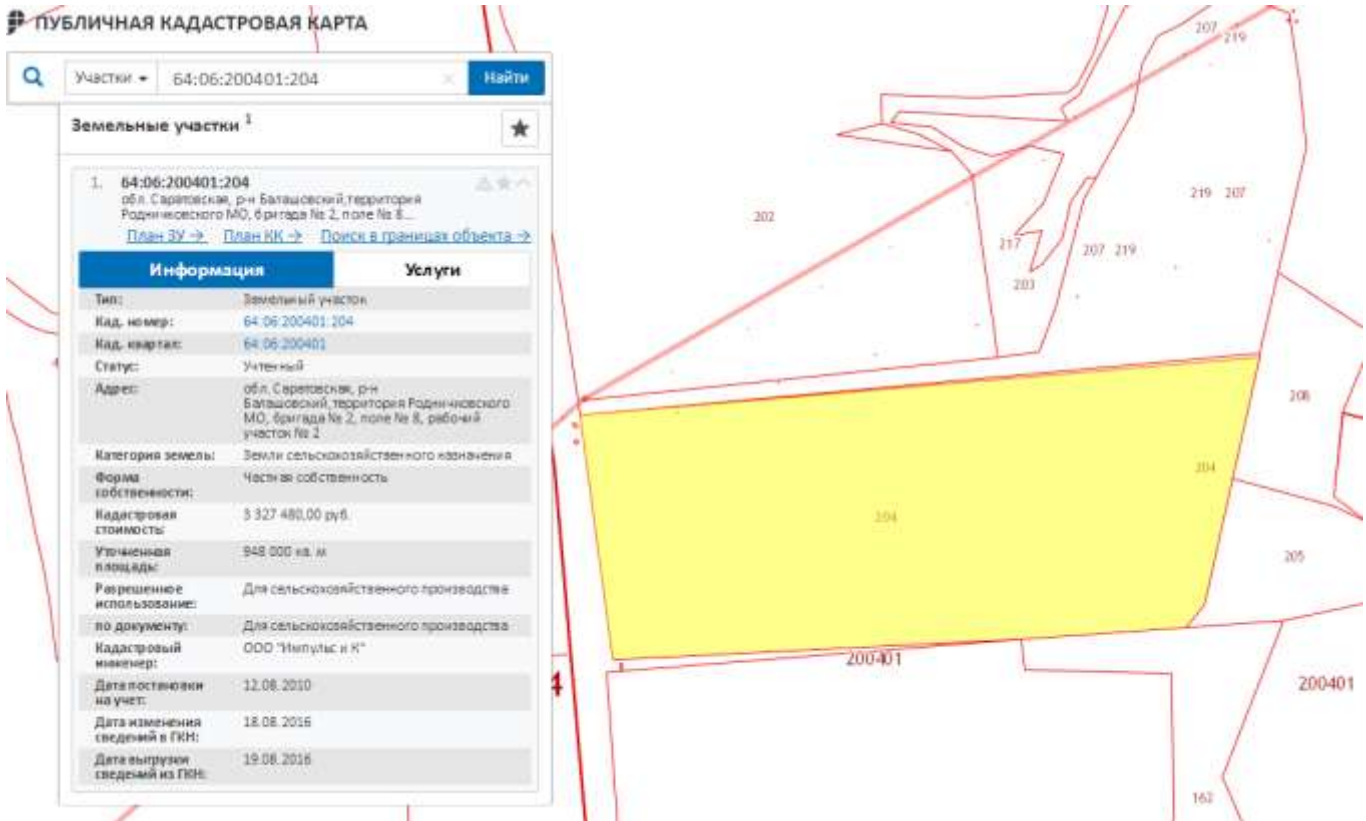 ПУБЛИЧНАЯ КАДАСТРОВАЯ КАРТА
Участки 64:06:200401:204 × Найти
Земельные участки 1
1. 64:06:200401:204
обл. Саратовская, р-н Балашовский, территория
Родничковского МО, бригада № 2, поле № 8...
План ЗУ → План КК → Поиск в границах объекта →
Информация Услуги
Тип: Земельный участок
Кад. номер: 64:06:200401:204
Кад. квартал: 64:06:200401
Статус: Учтенный
Адрес: обл. Саратовская, р-н
Балашовский, территория Родничковского
МО, бригада № 2, поле № 8, рабочий
участок № 2
Категория земель: Земли сельскохозяйственного назначения
Форма
собственности: Частная собственность
Кадастровая
стоимость: 3 327 480,00 руб.
Уточненная
площадь: 948 000 кв. м
Разрешенное
использование: Для сельскохозяйственного производства
по документу: Для сельскохозяйственного производства
Кадастровый
инженер: ООО "Импульс и К"
Дата постановки
на учет: 12.08.2010
Дата изменения
сведений в ГКН: 18.08.2016
Дата выгрузки
сведений из ГКН: 19.08.2016
207 219
202
219 207
217
207 219
203
208
204
204
205
200401
4
200401
162